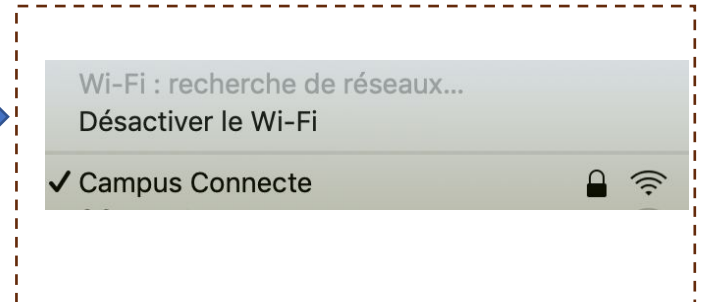 Wi-Fi : recherche de réseaux...
Désactiver le Wi-Fi
Campus Connecte